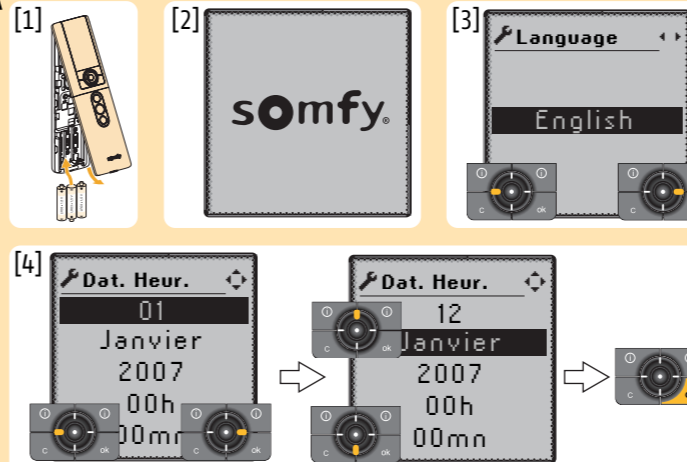 [1]
[2]
somfy®
[3]
Language
English
c
c
[4]
Dat. Heur.
01
Janvier
2007
00h
00mn
c
ok
c
ok
Dat. Heur.
12
Janvier
2007
00h
00mn
c
ok
c
ok
c